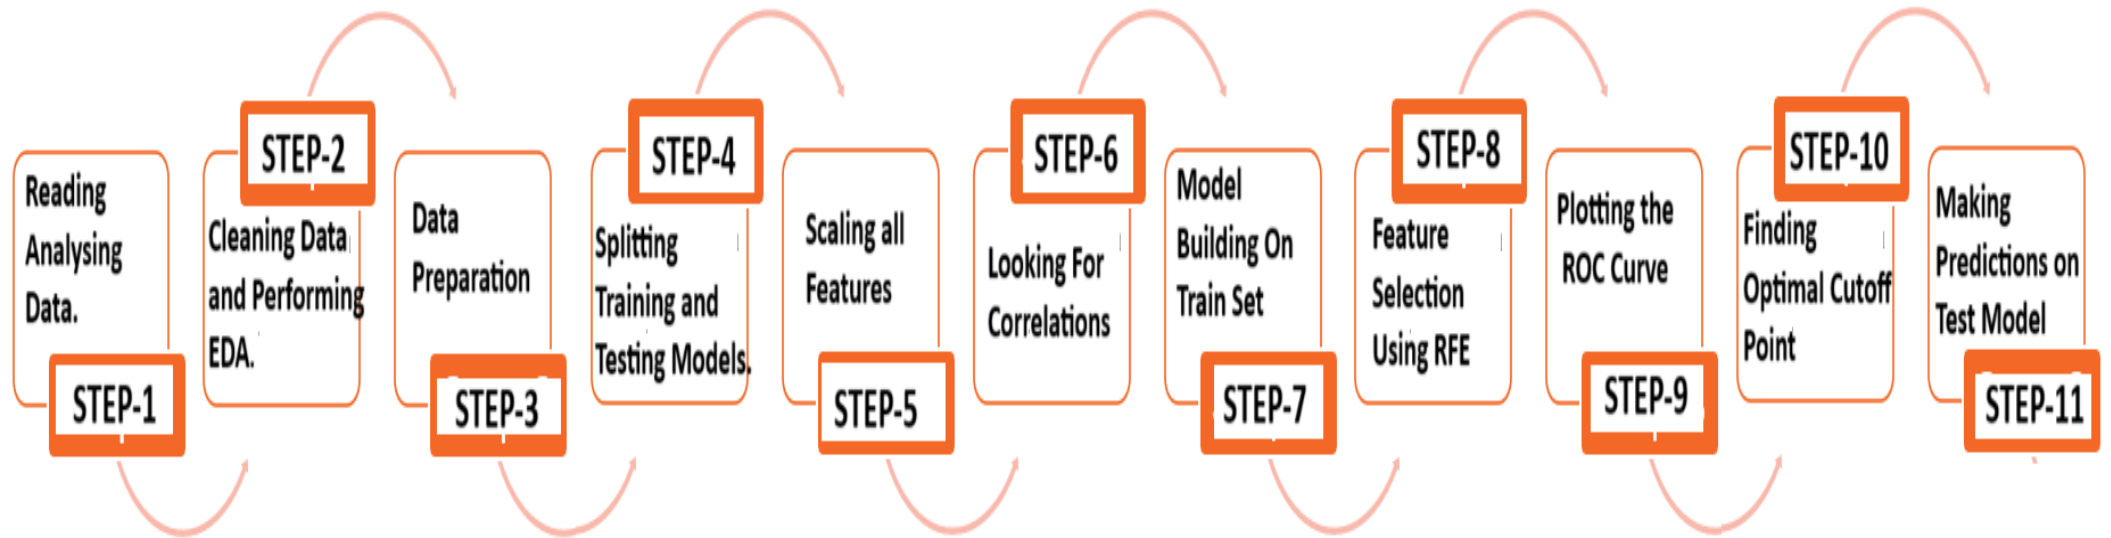 Reading
Analysing
Data.
STEP-1
STEP-2
Cleaning Data
and Performing
EDA.
Data
Preparation
STEP-3
STEP-4
Splitting
Training and
Testing Models.
Scaling all
Features
STEP-5
STEP-6
Looking For
Correlations
Model
Building On
Train Set
STEP-7
STEP-8
Feature
Selection
Using RFE
Plotting the
ROC Curve
STEP-9
STEP-10
Finding
Optimal Cutoff
Point
Making
Predictions on
Test Model
STEP-11